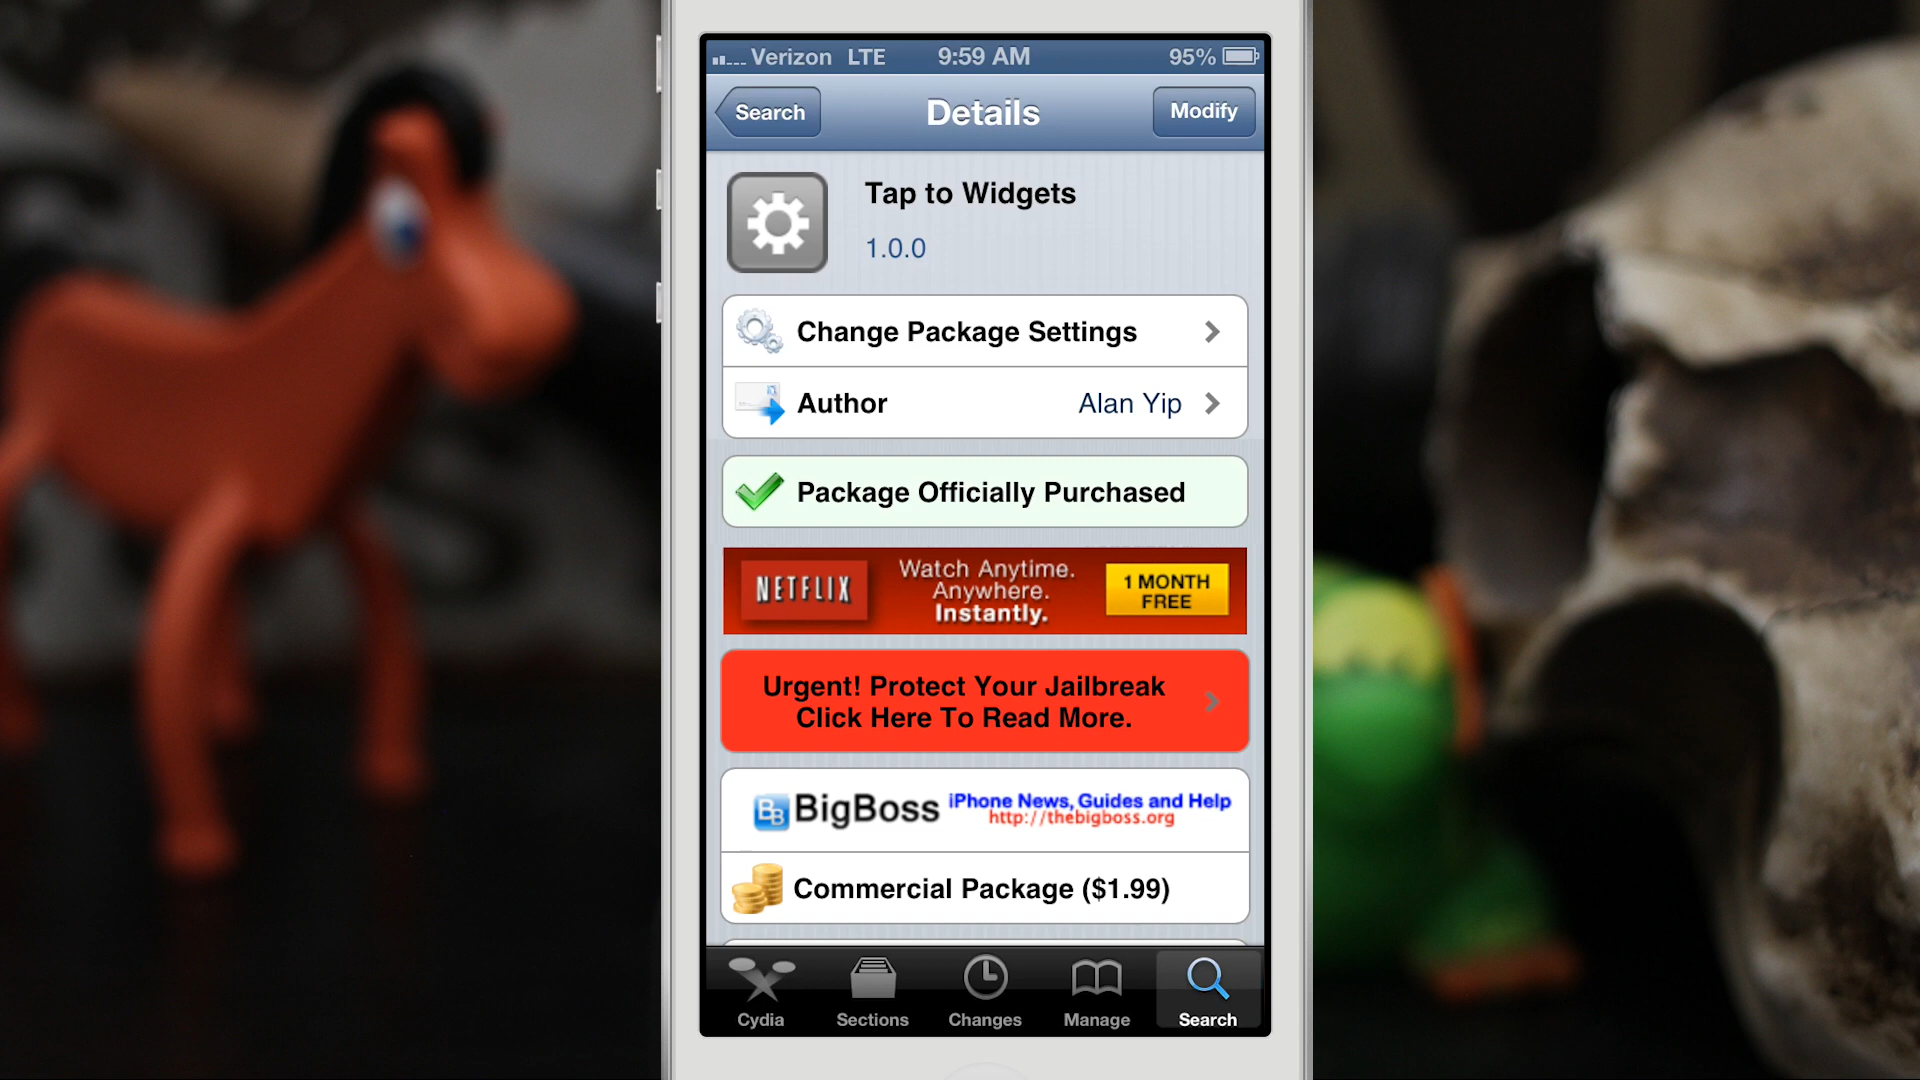 Verizon LTE 9:59 AM 95%
Search Details Modify
Tap to Widgets
1.0.0
Change Package Settings
Author Alan Yip
Package Officially Purchased
NETFLIX
Watch Anytime.
Anywhere.
Instantly.
1 MONTH
FREE
Urgent! Protect Your Jailbreak
Click Here To Read More.
BB BigBoss
iPhone News, Guides and Help
http://thebigboss.org
Commercial Package ($1.99)
Cydia Sections Changes Manage Search